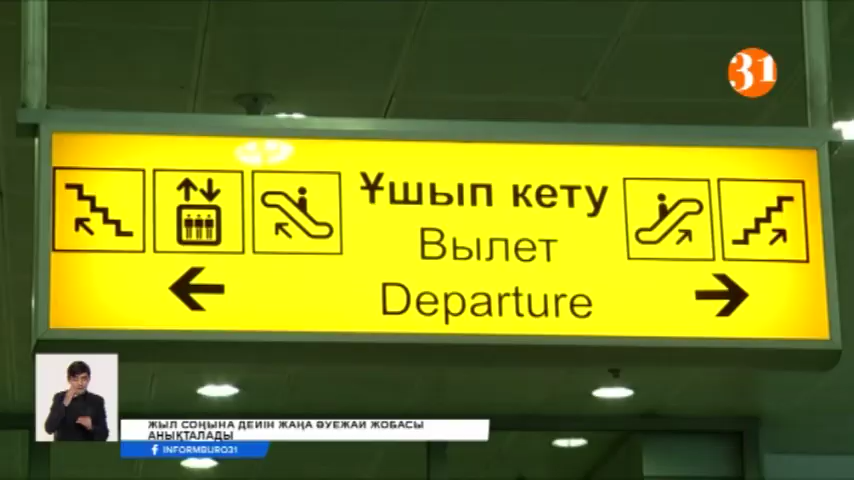 31
Ұшып кету
Вылет
Departure
ЖЫЛ СОҢЫНА ДЕЙІН ЖАҢА ӘУЕЖАЙ ЖОБАСЫ
АНЫҚТАЛАДЫ
INFORMBURO31